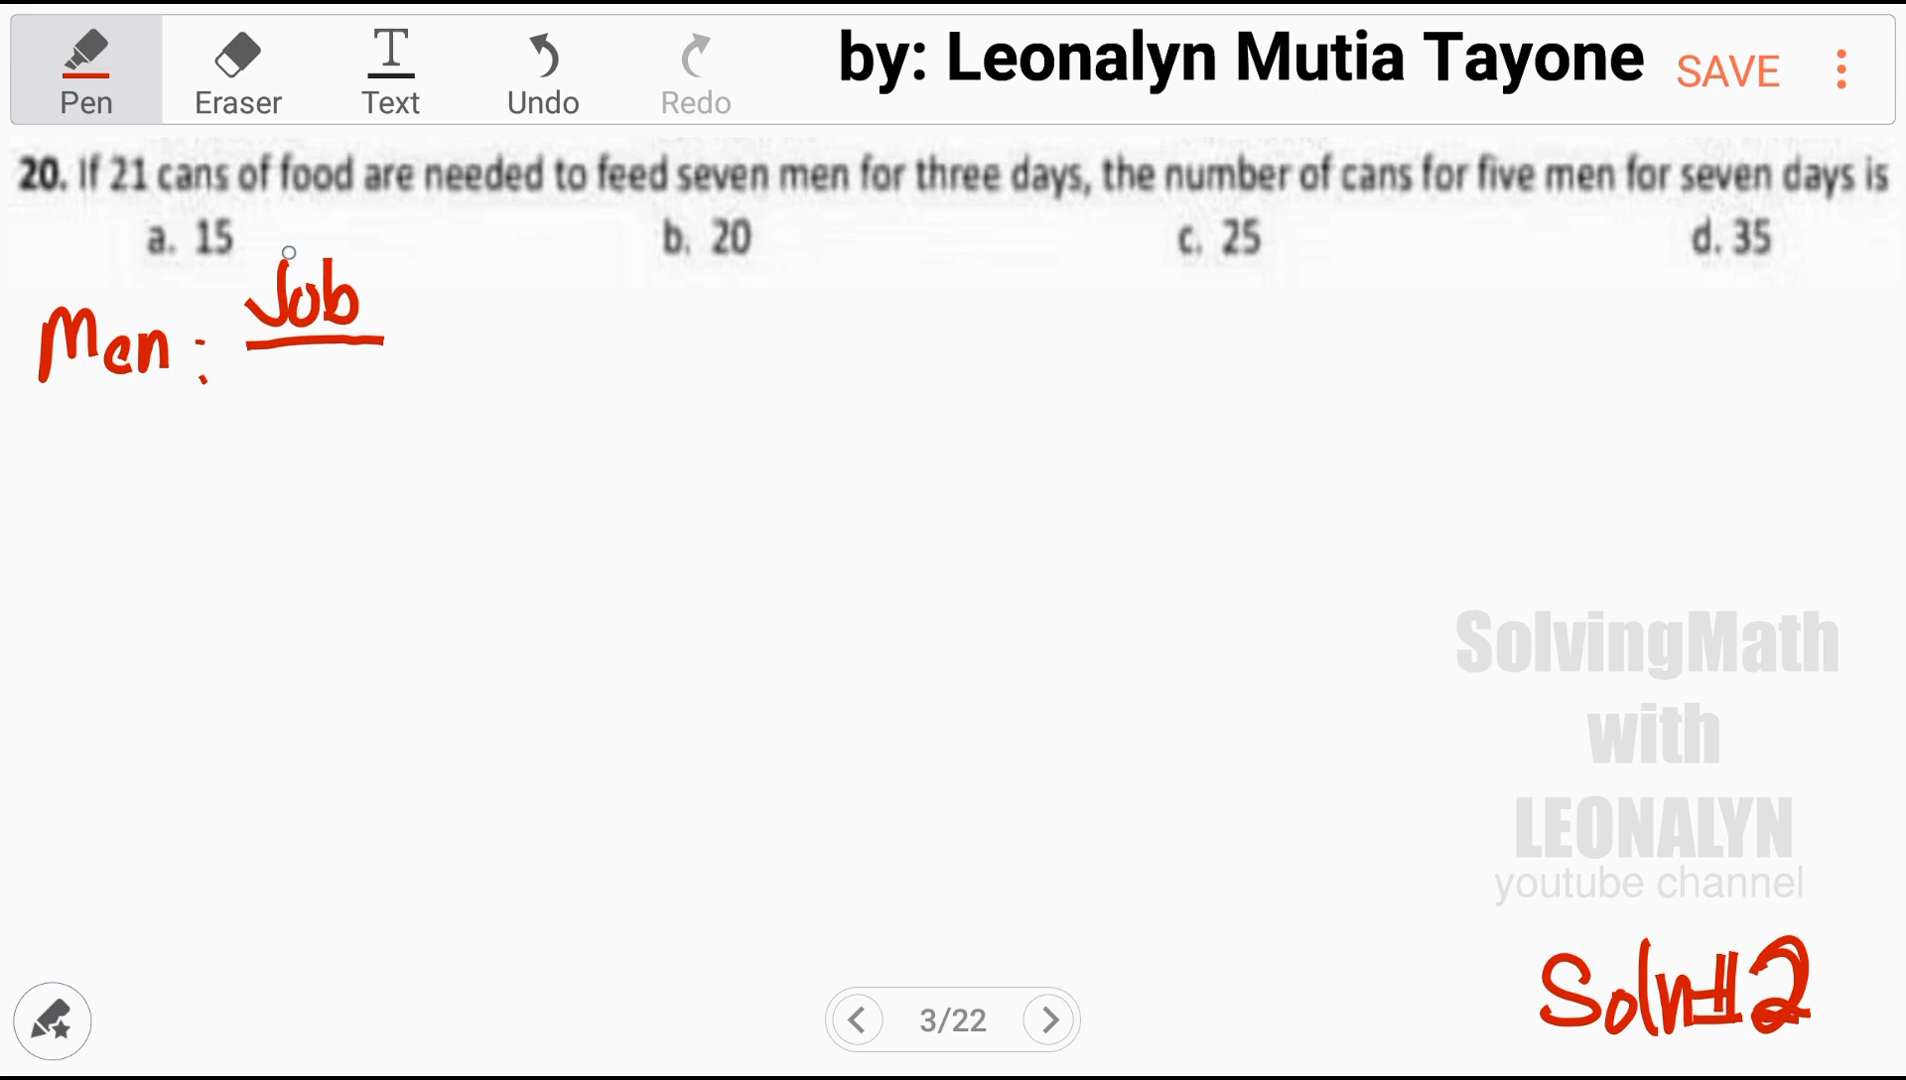 Pen
Eraser
Text
Undo
Redo
by: Leonalyn Mutia Tayone
SAVE
20. If 21 cans of food are needed to feed seven men for three days, the number of cans for five men for seven days is
a. 15 b. 20 c. 25 d. 35
Men : Job
SolvingMath
with
LEONALYN
youtube channel
Soln#2
3/22